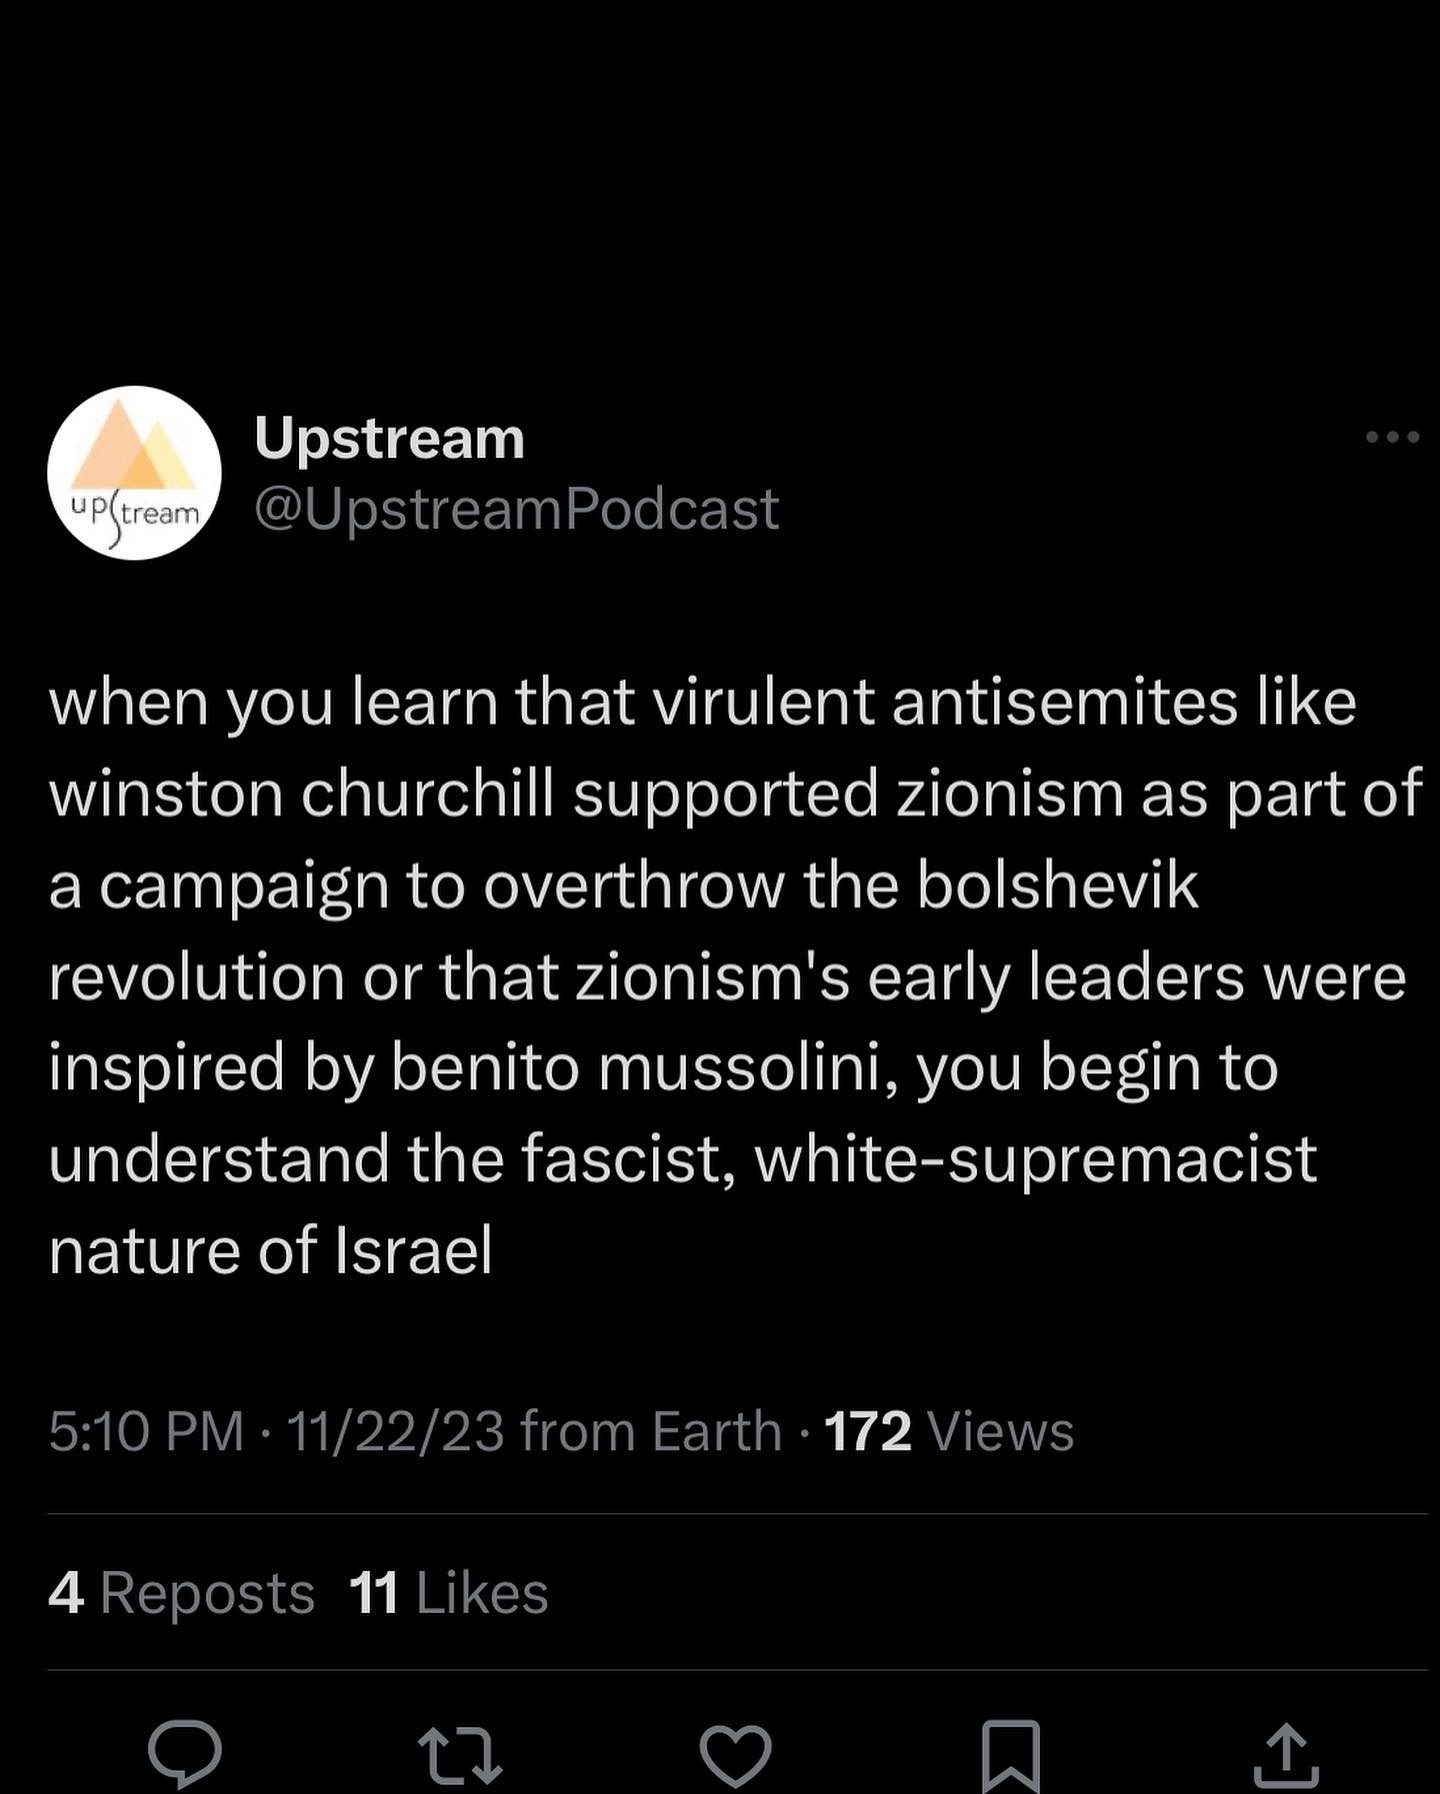 upstream
Upstream
@UpstreamPodcast
when you learn that virulent antisemites like
winston churchill supported zionism as part of
a campaign to overthrow the bolshevik
revolution or that zionism's early leaders were
inspired by benito mussolini, you begin to
understand the fascist, white-supremacist
nature of Israel
5:10 PM · 11/22/23 from Earth · 172 Views
4 Reposts 11 Likes